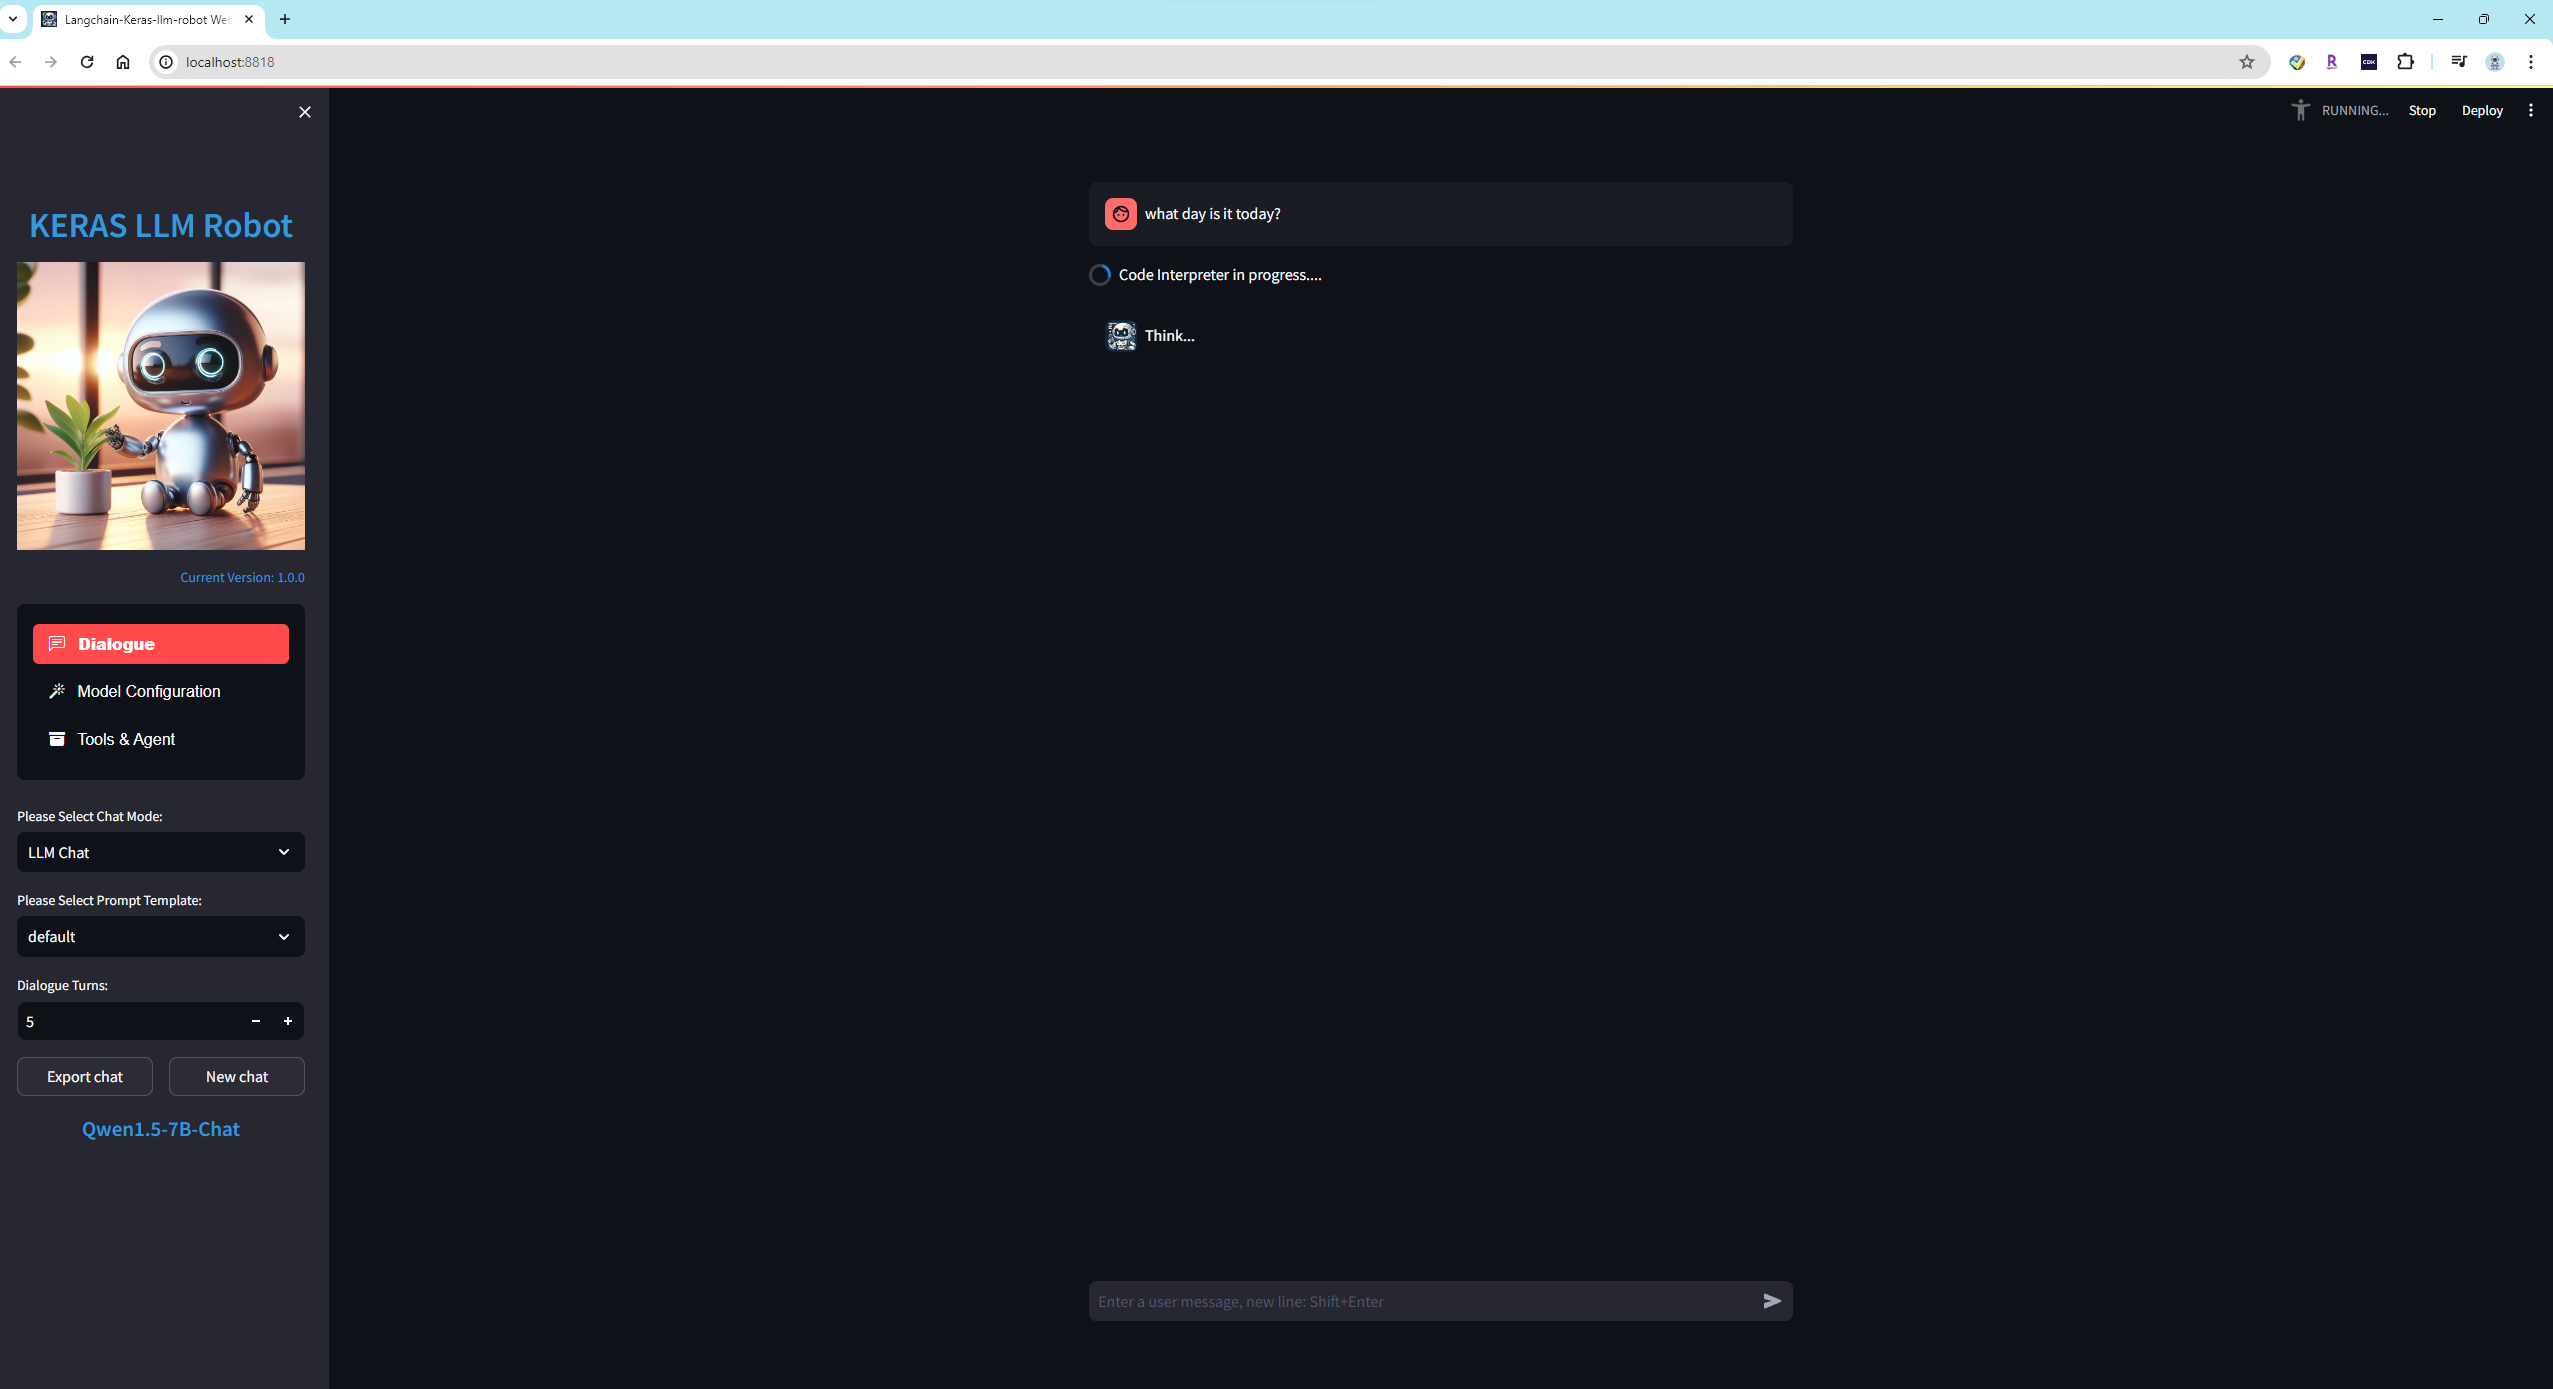 Langchain-Keras-llm-robot We
localhost:8818
RUNNING...
Stop
Deploy
KERAS LLM Robot
Current Version: 1.0.0
Dialogue
Model Configuration
Tools & Agent
Please Select Chat Mode:
LLM Chat
Please Select Prompt Template:
default
Dialogue Turns:
5
Export chat
New chat
Qwen1.5-7B-Chat
what day is it today?
Code Interpreter in progress....
Think...
Enter a user message, new line: Shift+Enter